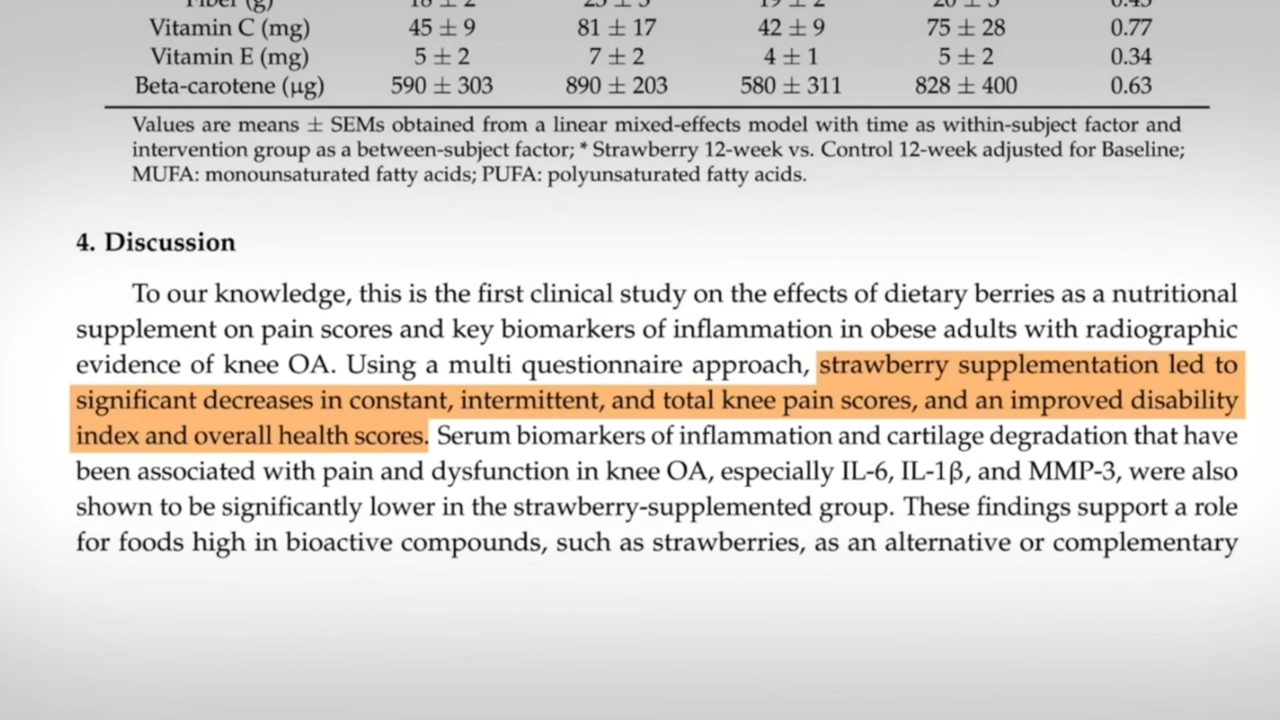 Fiber (g) 18 ± 2 19 ± 2
Vitamin C (mg) 45 ± 9 81 ± 17 42 ± 9 75 ± 28 0.77
Vitamin E (mg) 5 ± 2 7 ± 2 4 ± 1 5 ± 2 0.34
Beta-carotene (μg) 590 ± 303 890 ± 203 580 ± 311 828 ± 400 0.63
Values are means ± SEMs obtained from a linear mixed-effects model with time as within-subject factor and
intervention group as a between-subject factor; * Strawberry 12-week vs. Control 12-week adjusted for Baseline;
MUFA: monounsaturated fatty acids; PUFA: polyunsaturated fatty acids.
4. Discussion
To our knowledge, this is the first clinical study on the effects of dietary berries as a nutritional
supplement on pain scores and key biomarkers of inflammation in obese adults with radiographic
evidence of knee OA. Using a multi questionnaire approach, strawberry supplementation led to
significant decreases in constant, intermittent, and total knee pain scores, and an improved disability
index and overall health scores. Serum biomarkers of inflammation and cartilage degradation that have
been associated with pain and dysfunction in knee OA, especially IL-6, IL-1β, and MMP-3, were also
shown to be significantly lower in the strawberry-supplemented group. These findings support a role
for foods high in bioactive compounds, such as strawberries, as an alternative or complementary